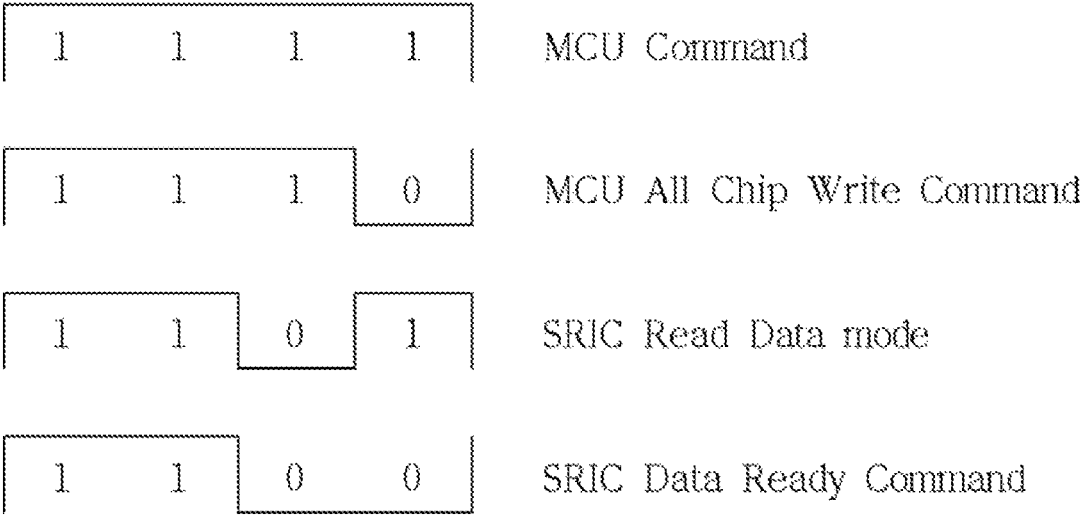 1 1 1 1 MCU Command
1 1 1 0 MCU All Chip Write Command
1 1 0 1 SRIC Read Data mode
1 1 0 0 SRIC Data Ready Command